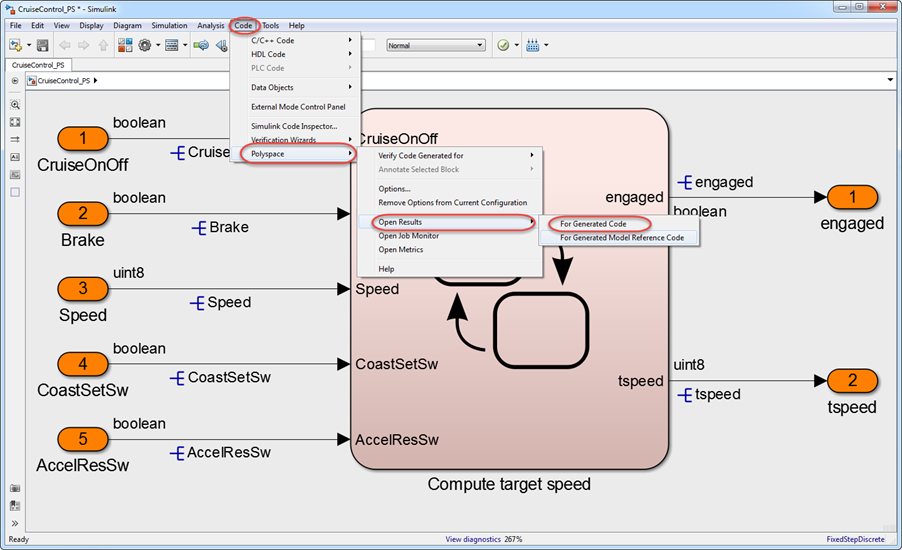 CruiseControl_PS * - Simulink
File Edit View Display Diagram Simulation Analysis Code Tools Help
Normal
CruiseControl_PS
CruiseControl_PS
C/C++ Code
HDL Code
PLC Code
Data Objects
External Mode Control Panel
Simulink Code Inspector...
Verification Wizards
Polyspace
Verify Code Generated for
Annotate Selected Block
Options...
Remove Options from Current Configuration
Open Results
Open Job Monitor
Open Metrics
Help
For Generated Code
For Generated Model Reference Code
boolean
1
CruiseOnOff
Cruise
CruiseOnOff
boolean
2
Brake
Brake
uint8
3
Speed
Speed
Speed
boolean
4
CoastSetSw
CoastSetSw
CoastSetSw
boolean
5
AccelResSw
AccelResSw
AccelResSw
engaged
engaged
boolean
1
engaged
tspeed
uint8
tspeed
2
tspeed
Compute target speed
Ready
View diagnostics 267%
FixedStepDiscrete